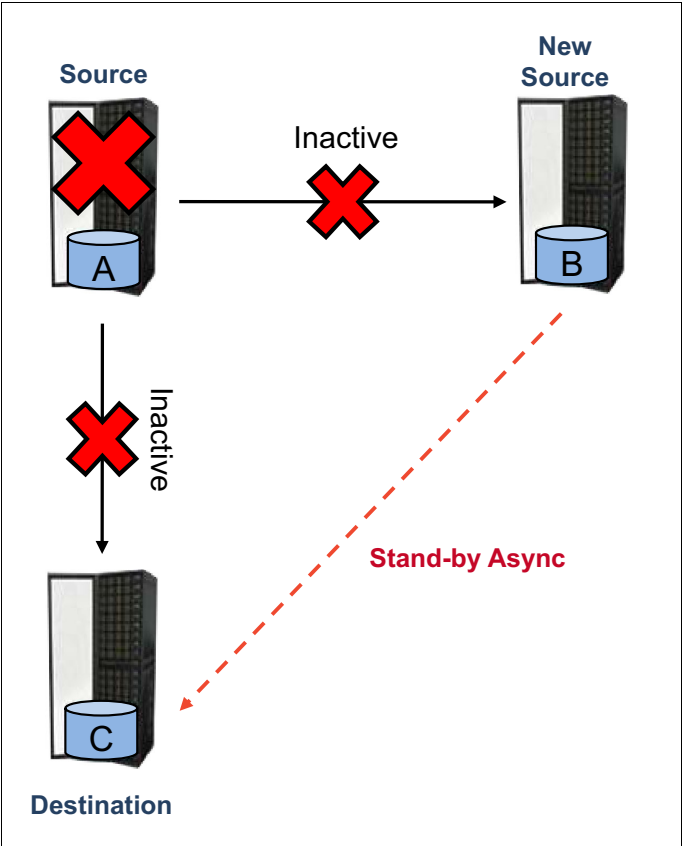 Source
New
Source
Inactive
A
B
Inactive
Stand-by Async
C
Destination